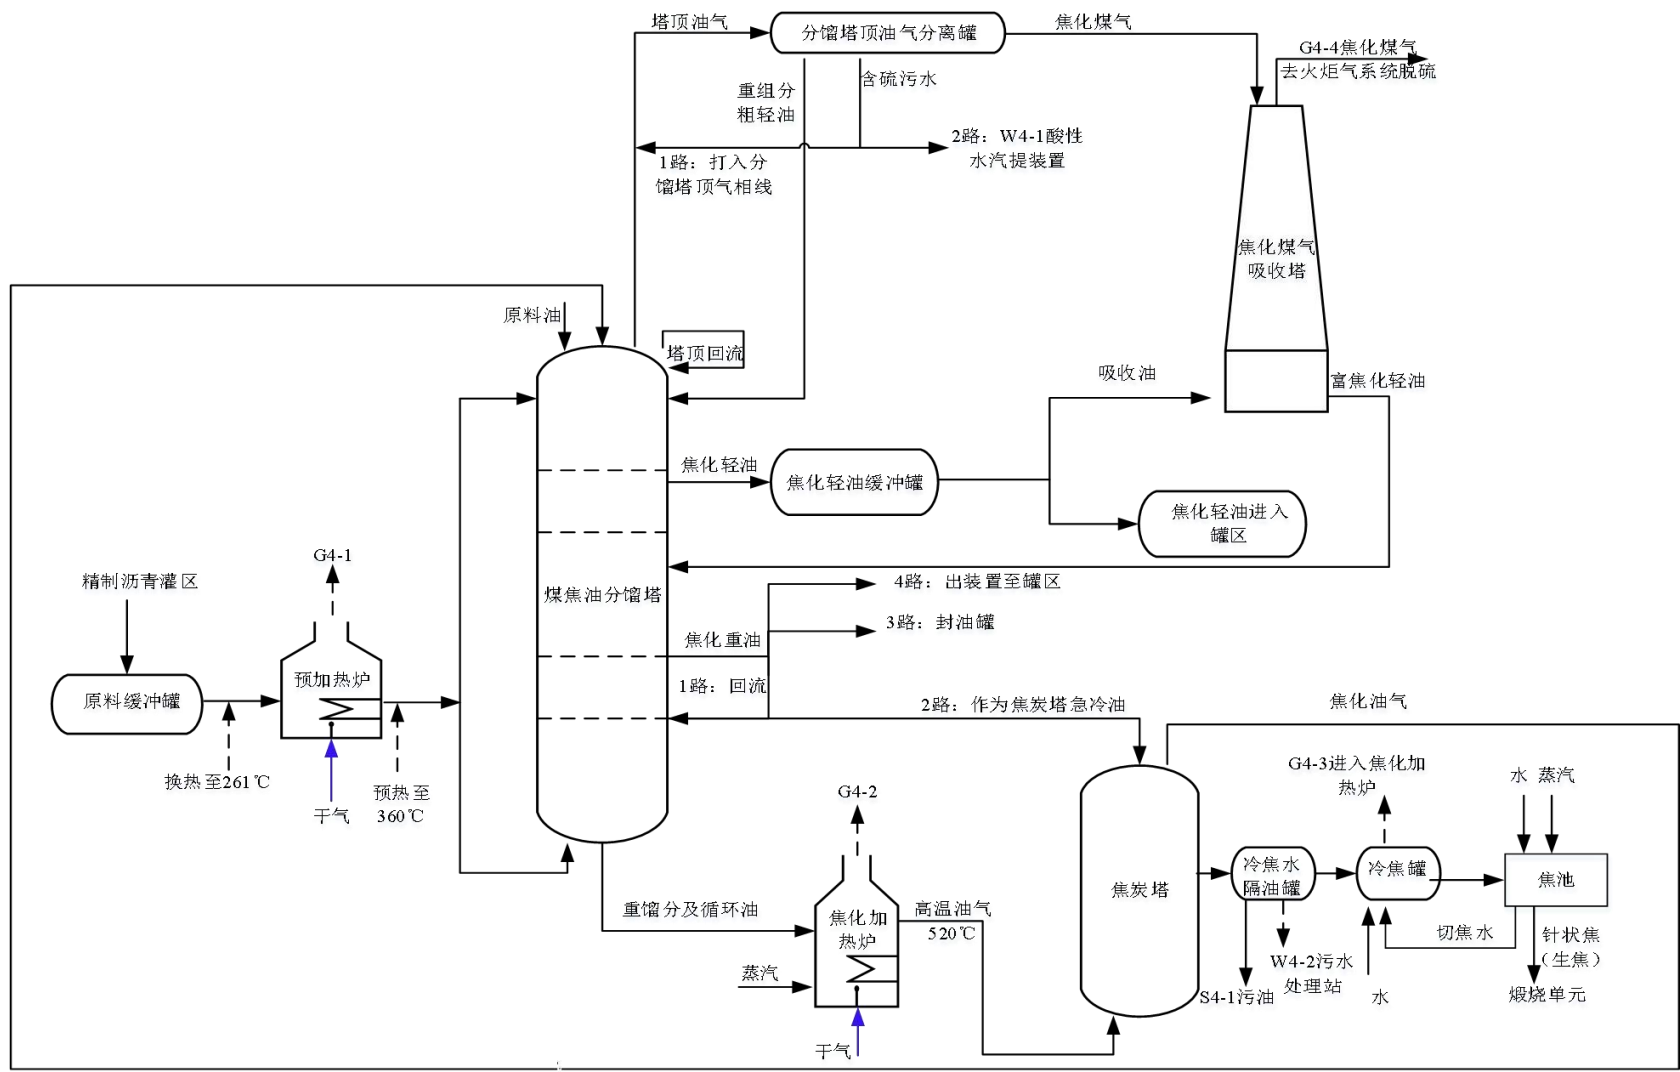 塔顶油气
分馏塔顶油气分离罐
焦化煤气
G4-4焦化煤气
去火炬气系统脱硫
重组分
粗轻油
含硫污水
1路：打入分
馏塔顶气相线
2路：W4-1酸性
水汽提装置
焦化煤气
吸收塔
原料油
塔顶回流
吸收油
富焦化轻油
焦化轻油
焦化轻油缓冲罐
焦化轻油进入
罐区
G4-1
精制沥青灌区
煤焦油分馏塔
4路：出装置至罐区
3路：封油罐
焦化重油
1路：回流
2路：作为焦炭塔急冷油
焦化油气
原料缓冲罐
预加热炉
换热至261℃
干气
预热至
360℃
G4-2
G4-3进入焦化加
热炉
水
蒸汽
焦炭塔
冷焦水
隔油罐
冷焦罐
焦池
重馏分及循环油
焦化加
热炉
高温油气
520℃
蒸汽
干气
切焦水
针状焦
（生焦）
W4-2污水
处理站
S4-1污油
水
煅烧单元